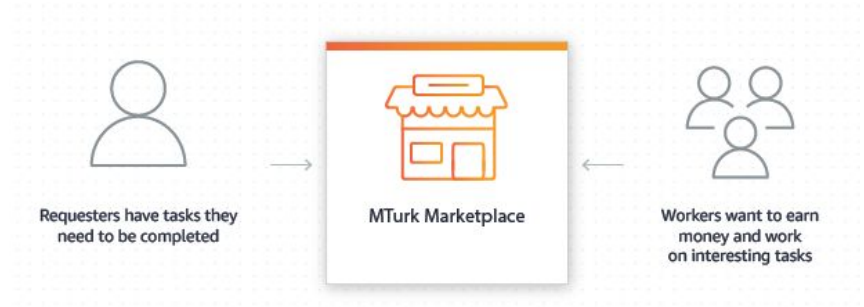 Requesters have tasks they
need to be completed
MTurk Marketplace
Workers want to earn
money and work
on interesting tasks